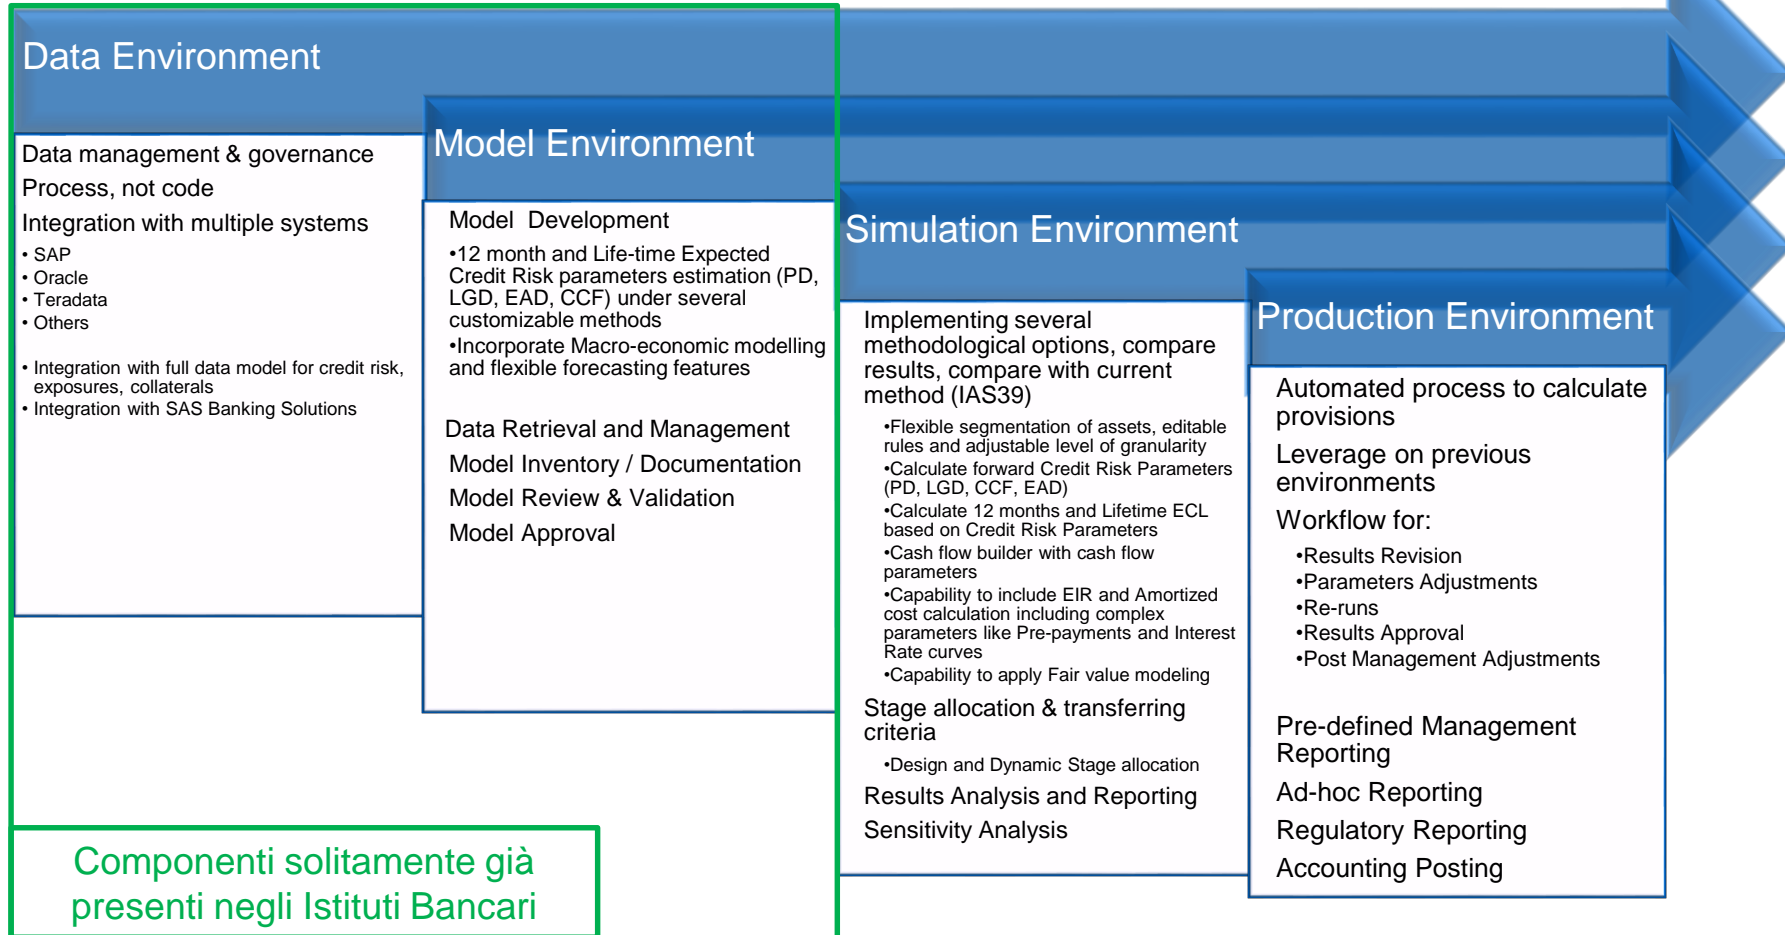 Data Environment
Data management & governance
Process, not code
Integration with multiple systems
• SAP
• Oracle
• Teradata
• Others
• Integration with full data model for credit risk,
exposures, collaterals
• Integration with SAS Banking Solutions
Model Environment
Model Development
•12 month and Life-time Expected
Credit Risk parameters estimation (PD,
LGD, EAD, CCF) under several
customizable methods
•Incorporate Macro-economic modelling
and flexible forecasting features
Data Retrieval and Management
Model Inventory / Documentation
Model Review & Validation
Model Approval
Simulation Environment
Implementing several
methodological options, compare
results, compare with current
method (IAS39)
•Flexible segmentation of assets, editable
rules and adjustable level of granularity
•Calculate forward Credit Risk Parameters
(PD, LGD, CCF, EAD)
•Calculate 12 months and Lifetime ECL
based on Credit Risk Parameters
•Cash flow builder with cash flow
parameters
•Capability to include EIR and Amortized
cost calculation including complex
parameters like Pre-payments and Interest
Rate curves
•Capability to apply Fair value modeling
Stage allocation & transferring
criteria
•Design and Dynamic Stage allocation
Results Analysis and Reporting
Sensitivity Analysis
Production Environment
Automated process to calculate
provisions
Leverage on previous
environments
Workflow for:
•Results Revision
•Parameters Adjustments
•Re-runs
•Results Approval
•Post Management Adjustments
Pre-defined Management
Reporting
Ad-hoc Reporting
Regulatory Reporting
Accounting Posting
Componenti solitamente già
presenti negli Istituti Bancari